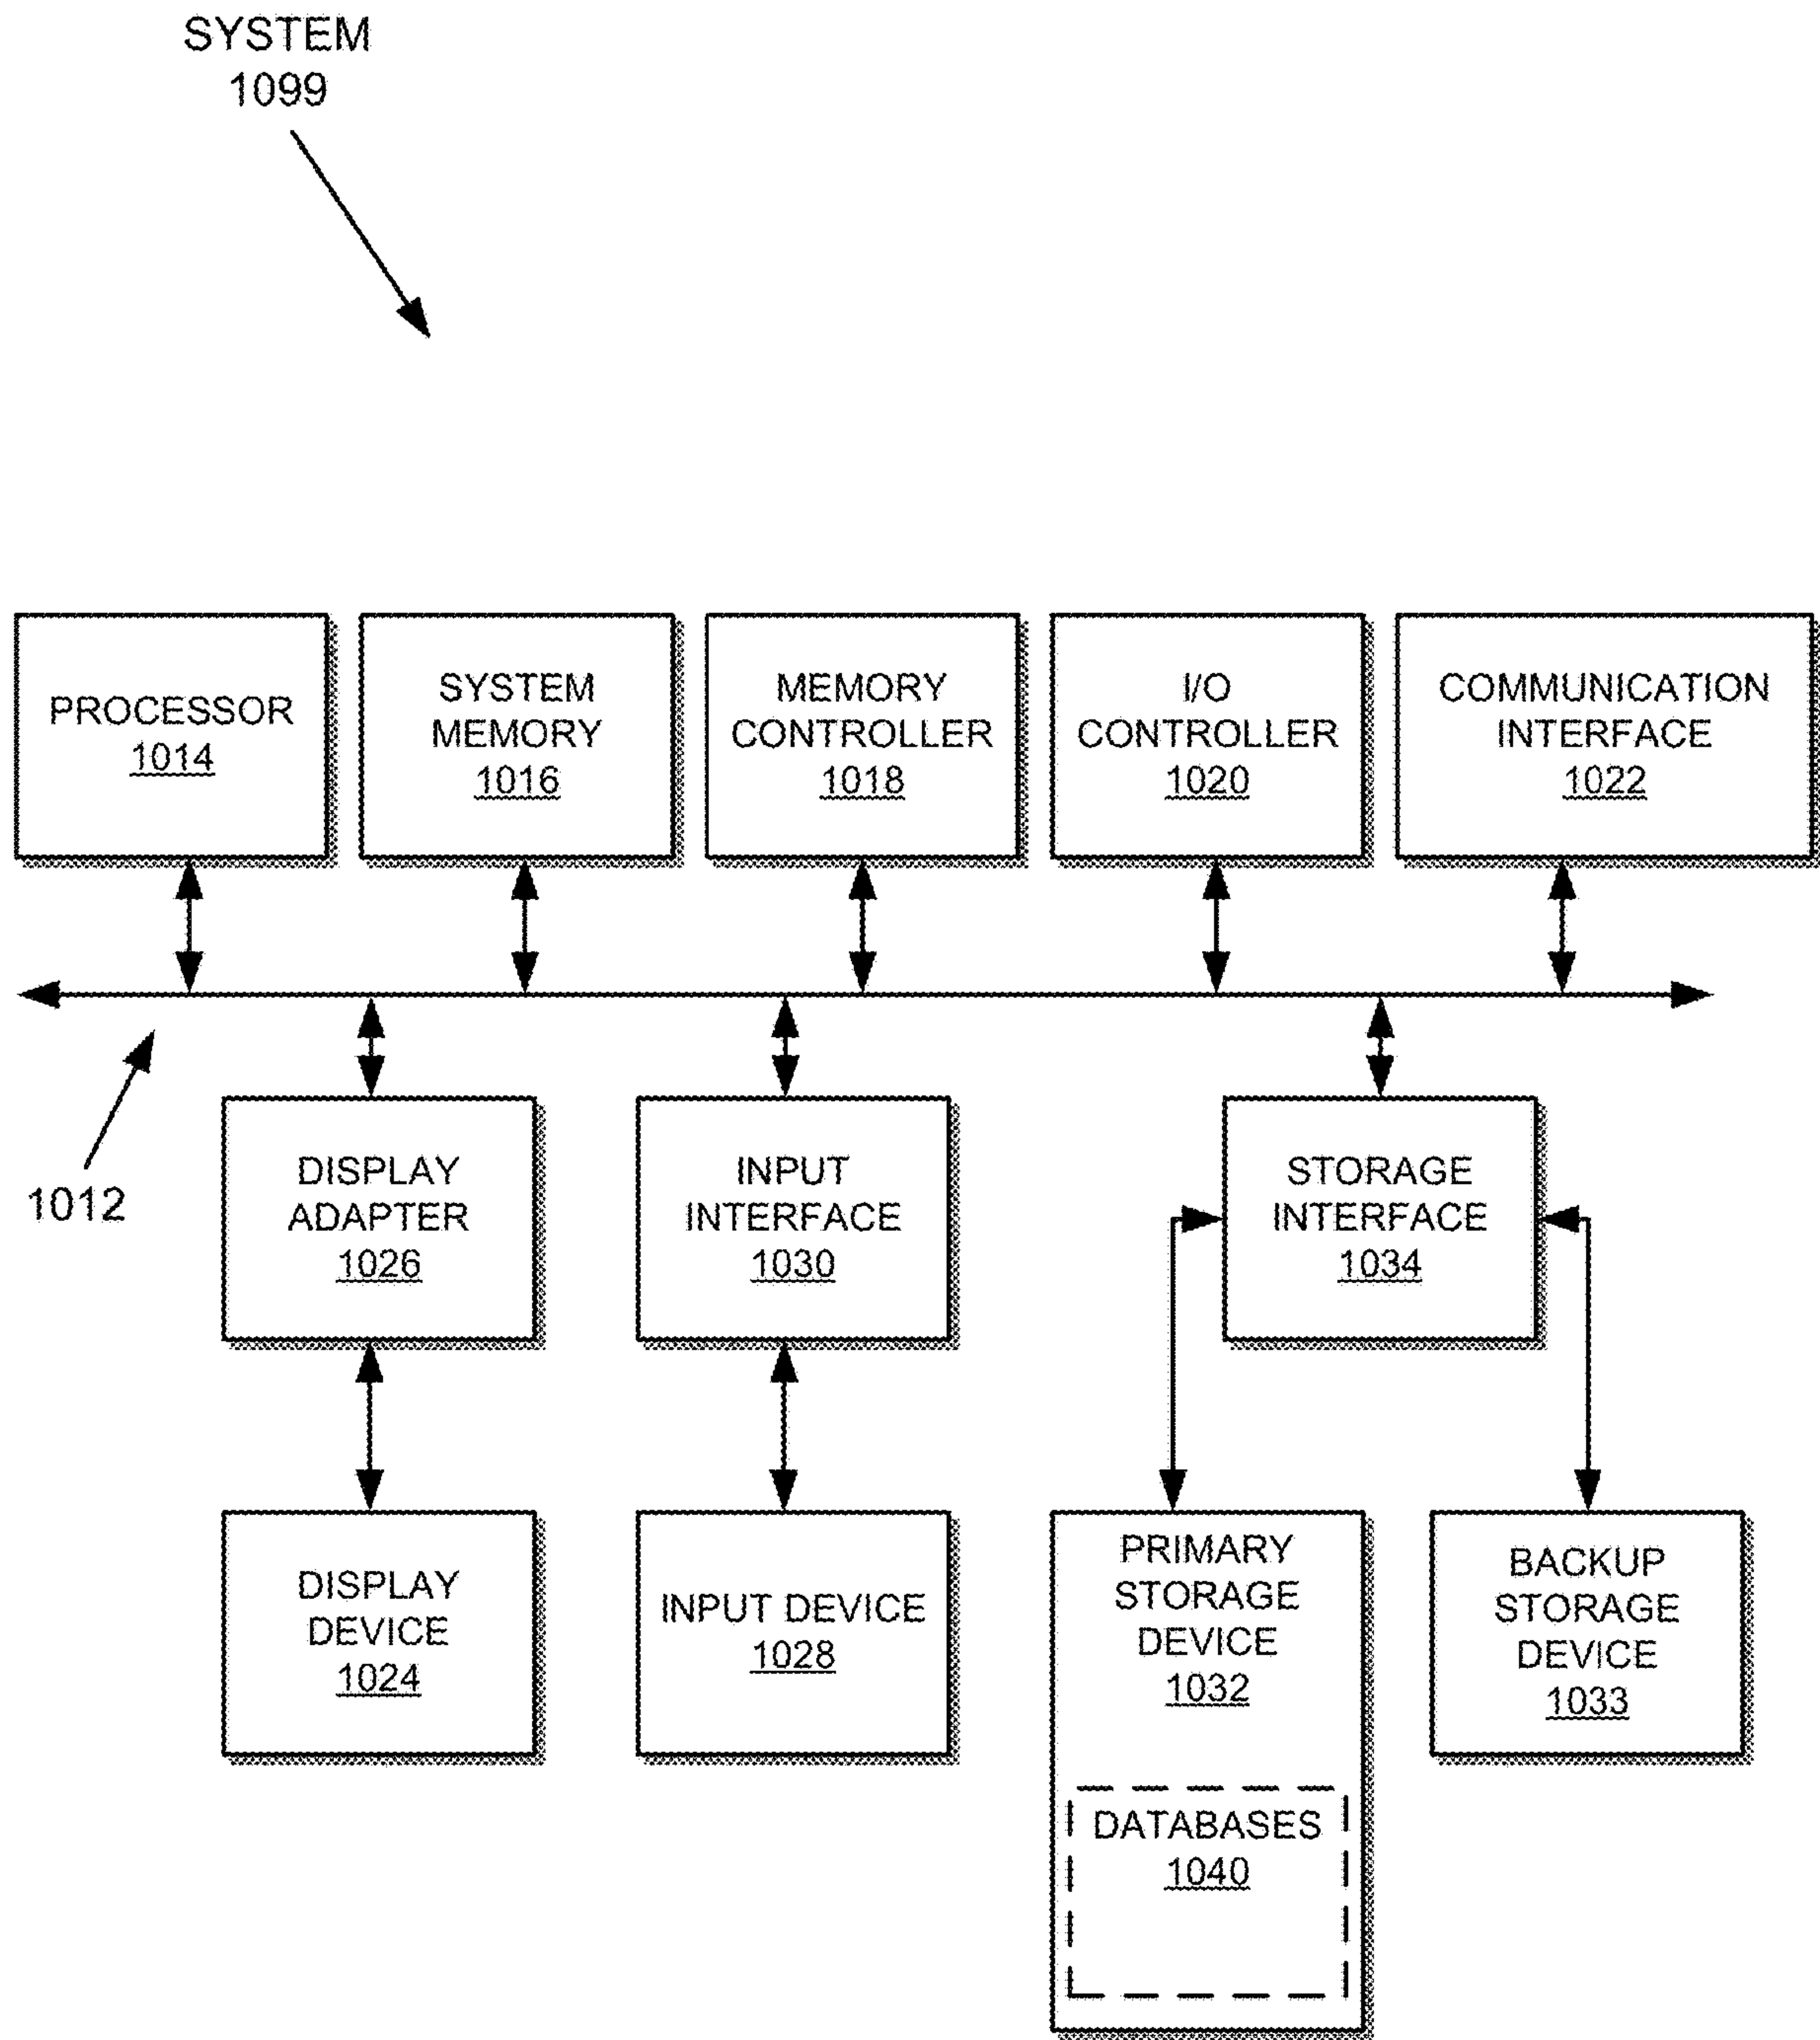 SYSTEM
1099
PROCESSOR
1014
SYSTEM
MEMORY
1016
MEMORY
CONTROLLER
1018
I/O
CONTROLLER
1020
COMMUNICATION
INTERFACE
1022
1012
DISPLAY
ADAPTER
1026
INPUT
INTERFACE
1030
STORAGE
INTERFACE
1034
DISPLAY
DEVICE
1024
INPUT DEVICE
1028
PRIMARY
STORAGE
DEVICE
1032
DATABASES
1040
BACKUP
STORAGE
DEVICE
1033